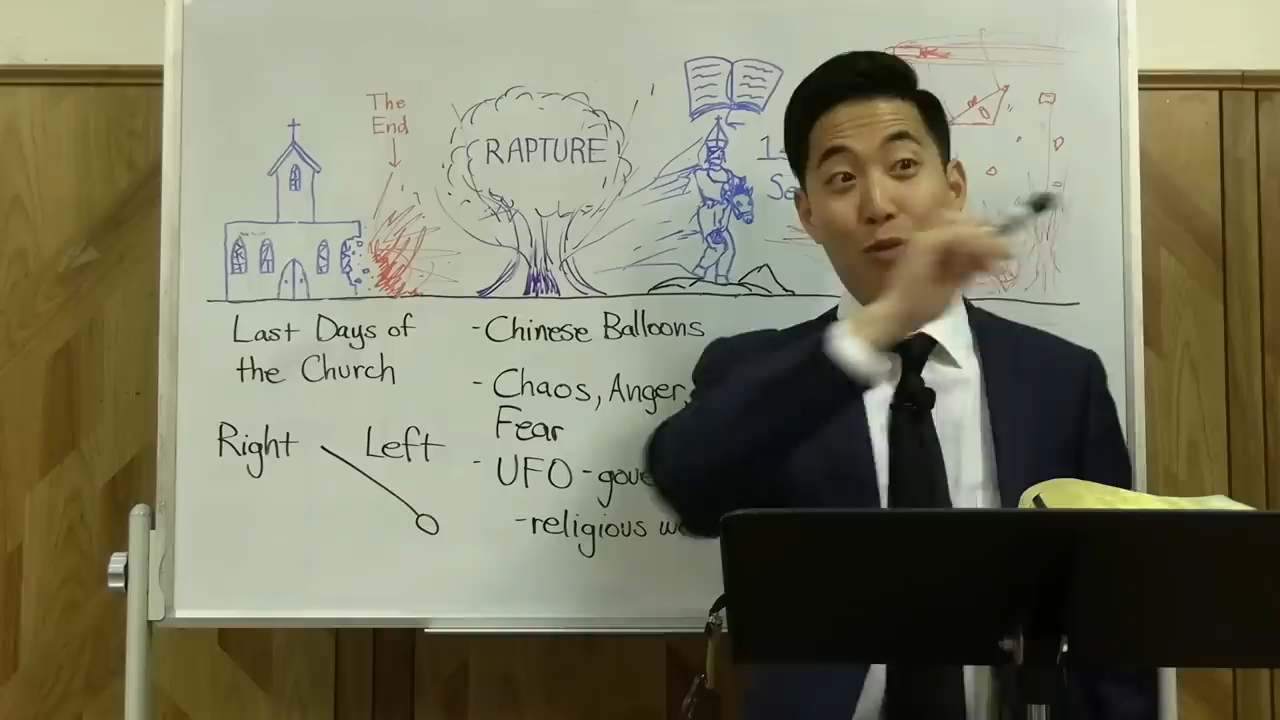 The
End
RAPTURE
Last Days of
the Church
Right Left
- Chinese Balloons
- Chaos, Anger,
Fear
- UFO -
- religious